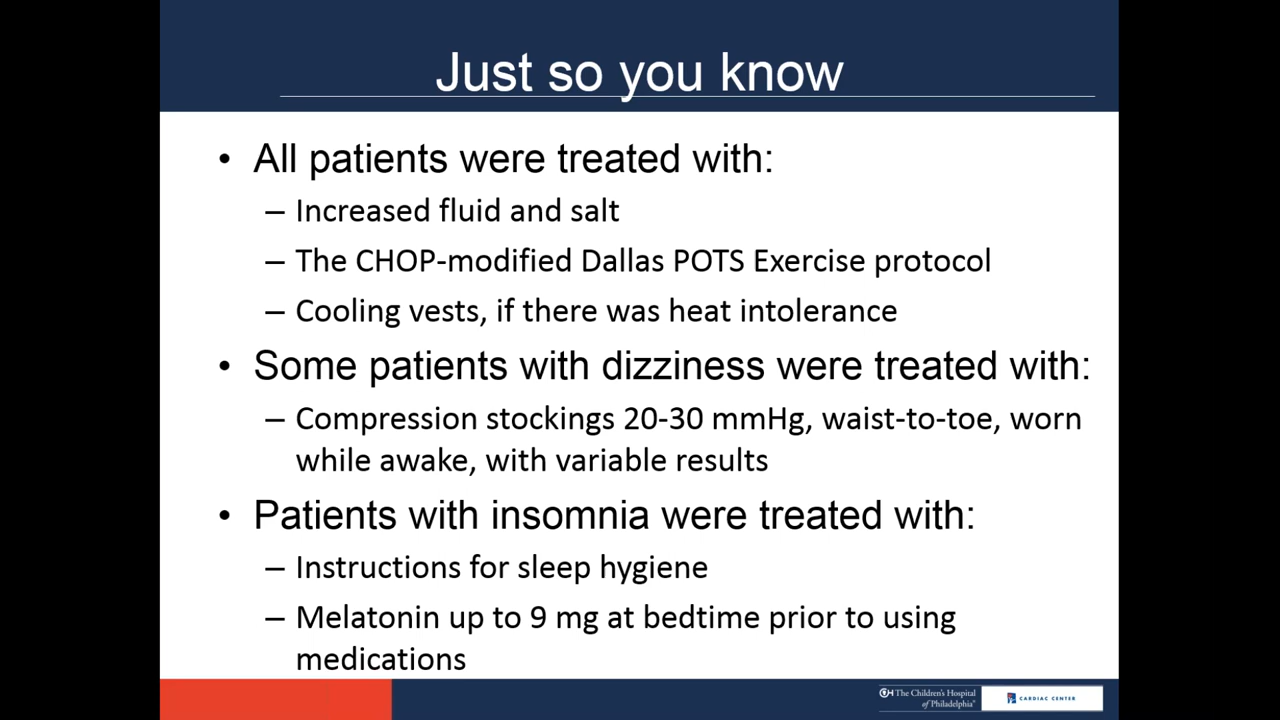 Just so you know
• All patients were treated with:
– Increased fluid and salt
– The CHOP-modified Dallas POTS Exercise protocol
– Cooling vests, if there was heat intolerance
• Some patients with dizziness were treated with:
– Compression stockings 20-30 mmHg, waist-to-toe, worn
while awake, with variable results
• Patients with insomnia were treated with:
– Instructions for sleep hygiene
– Melatonin up to 9 mg at bedtime prior to using
medications
The Children's Hospital
of Philadelphia®
CARDIAC CENTER